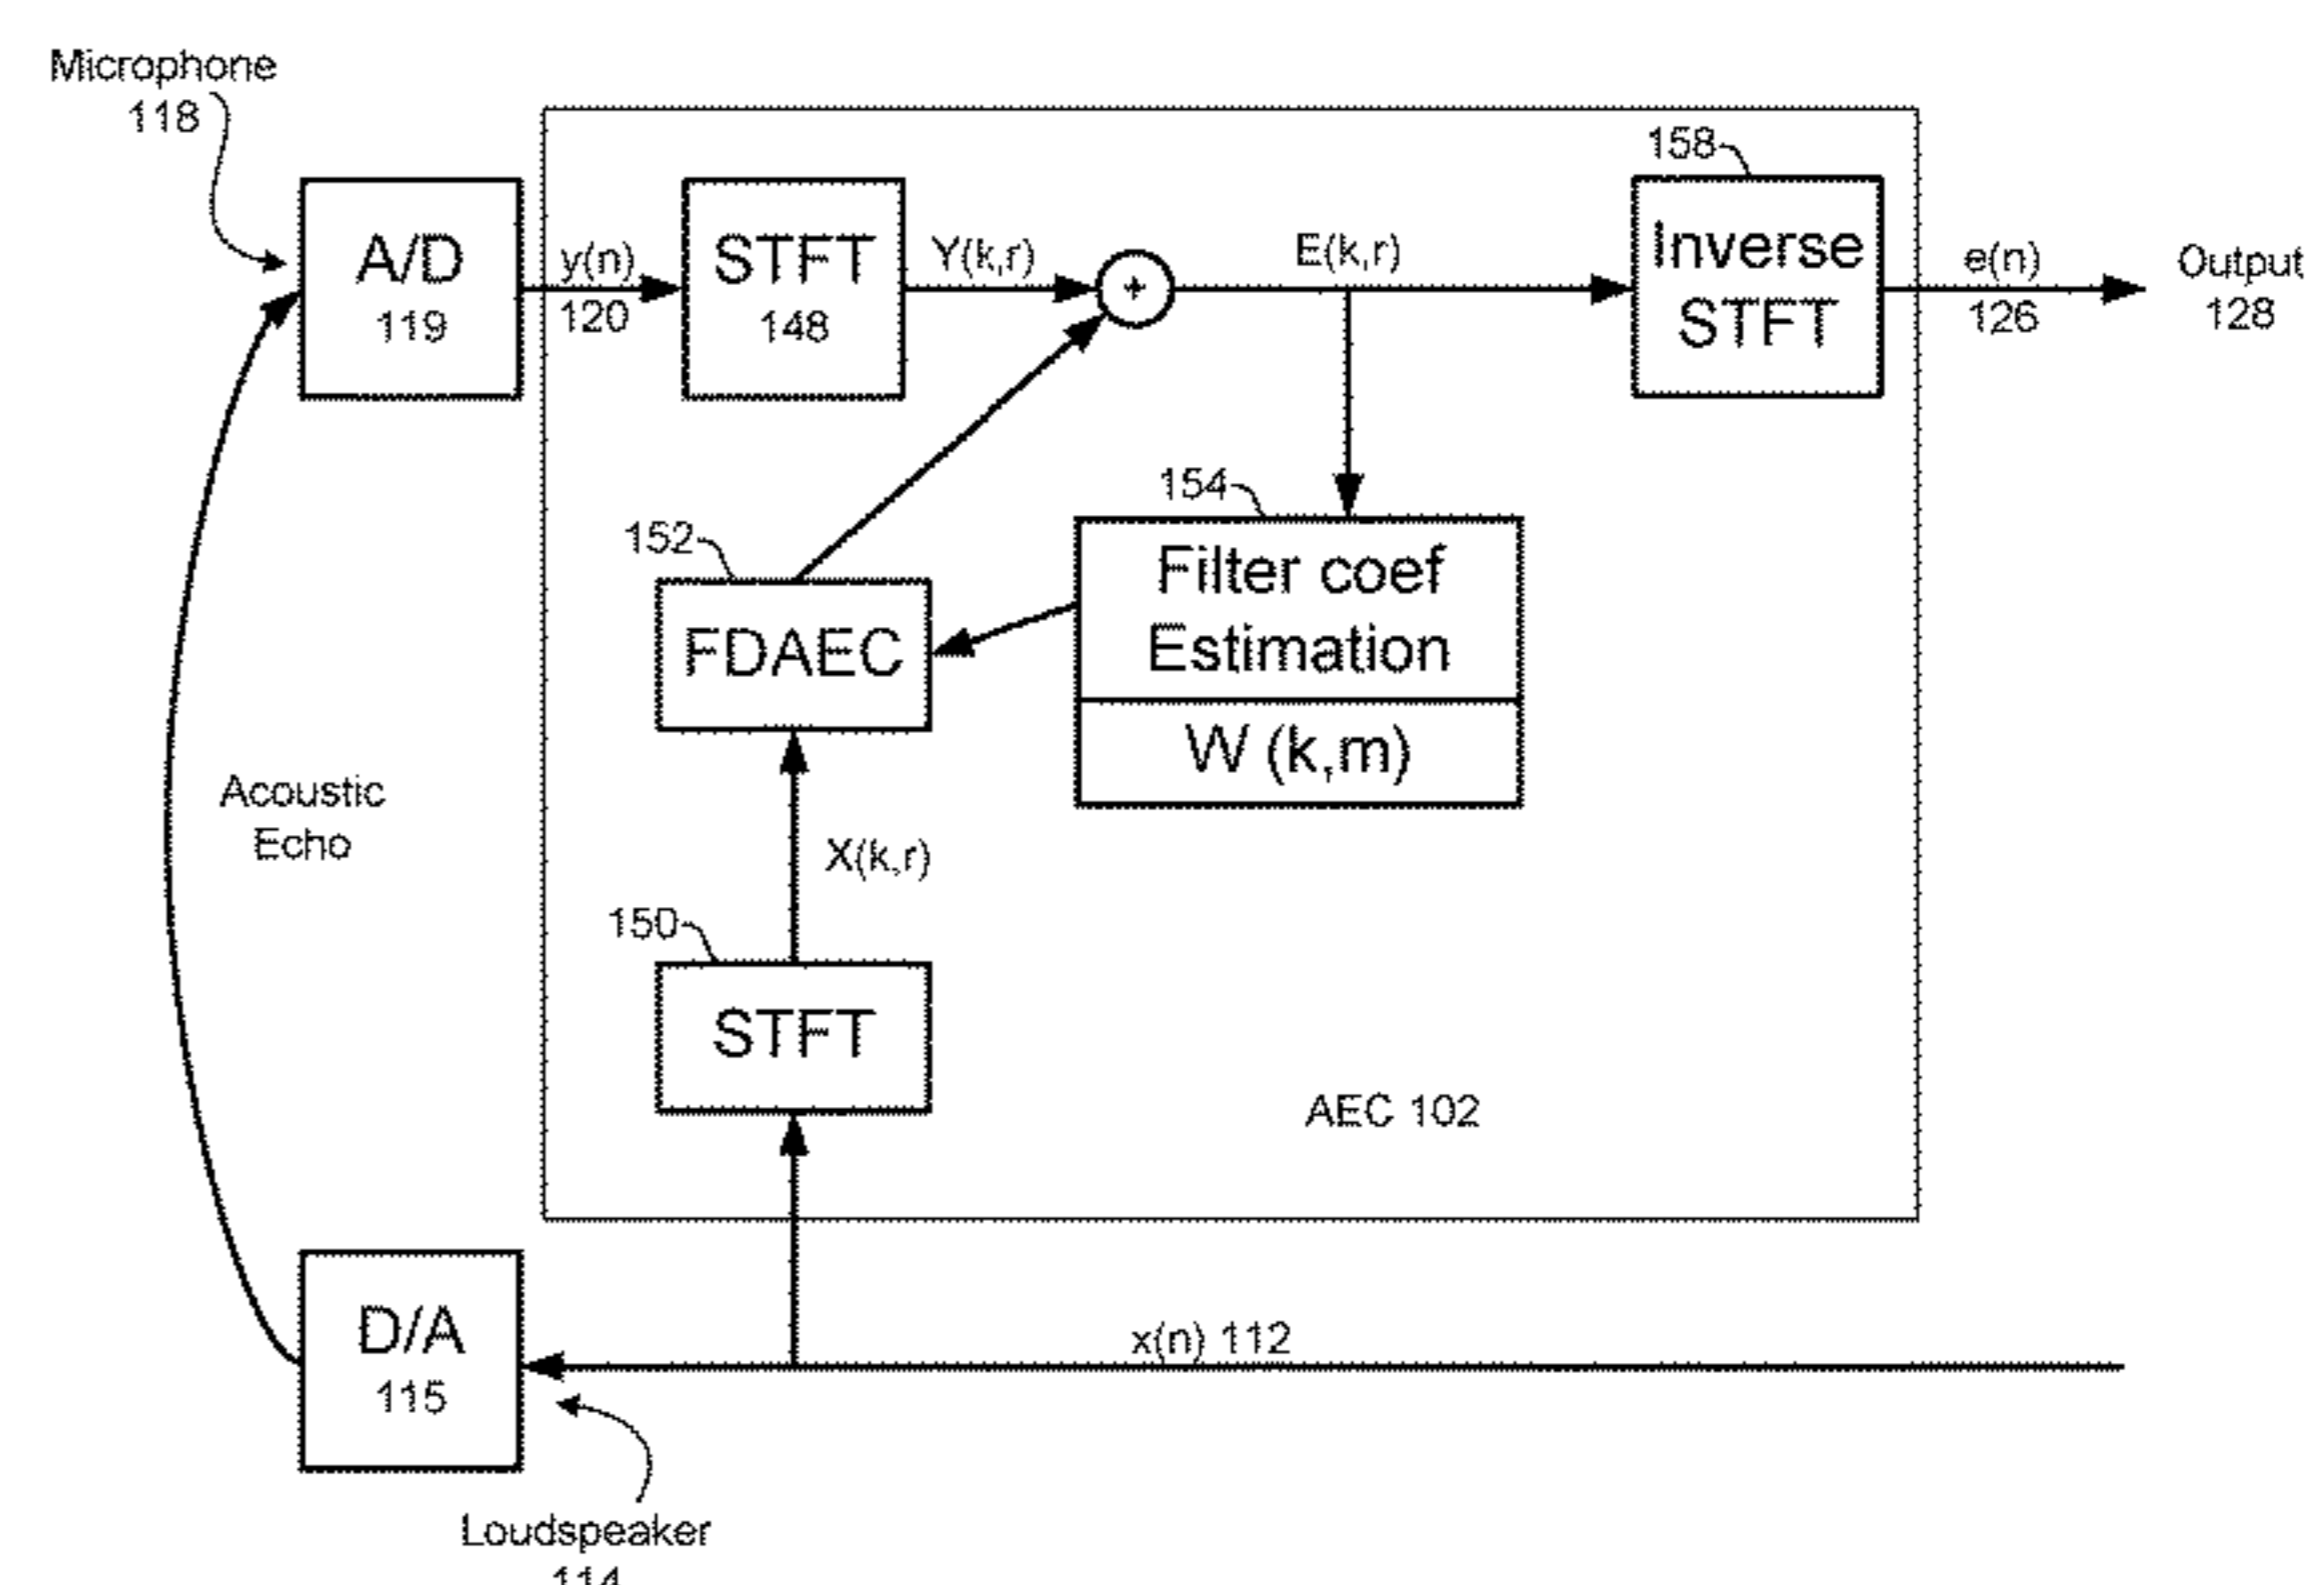 Microphone
118
158
A/D
119
y(n)
120
STFT
148
Y(k,r)
+
E(k,r)
Inverse
STFT
e(n)
126
Output
128
154
152
Filter coef
Estimation
W (k,m)
FDAEC
Acoustic
Echo
X(k,r)
150
STFT
AEC 102
D/A
115
x(n) 112
Loudspeaker
114